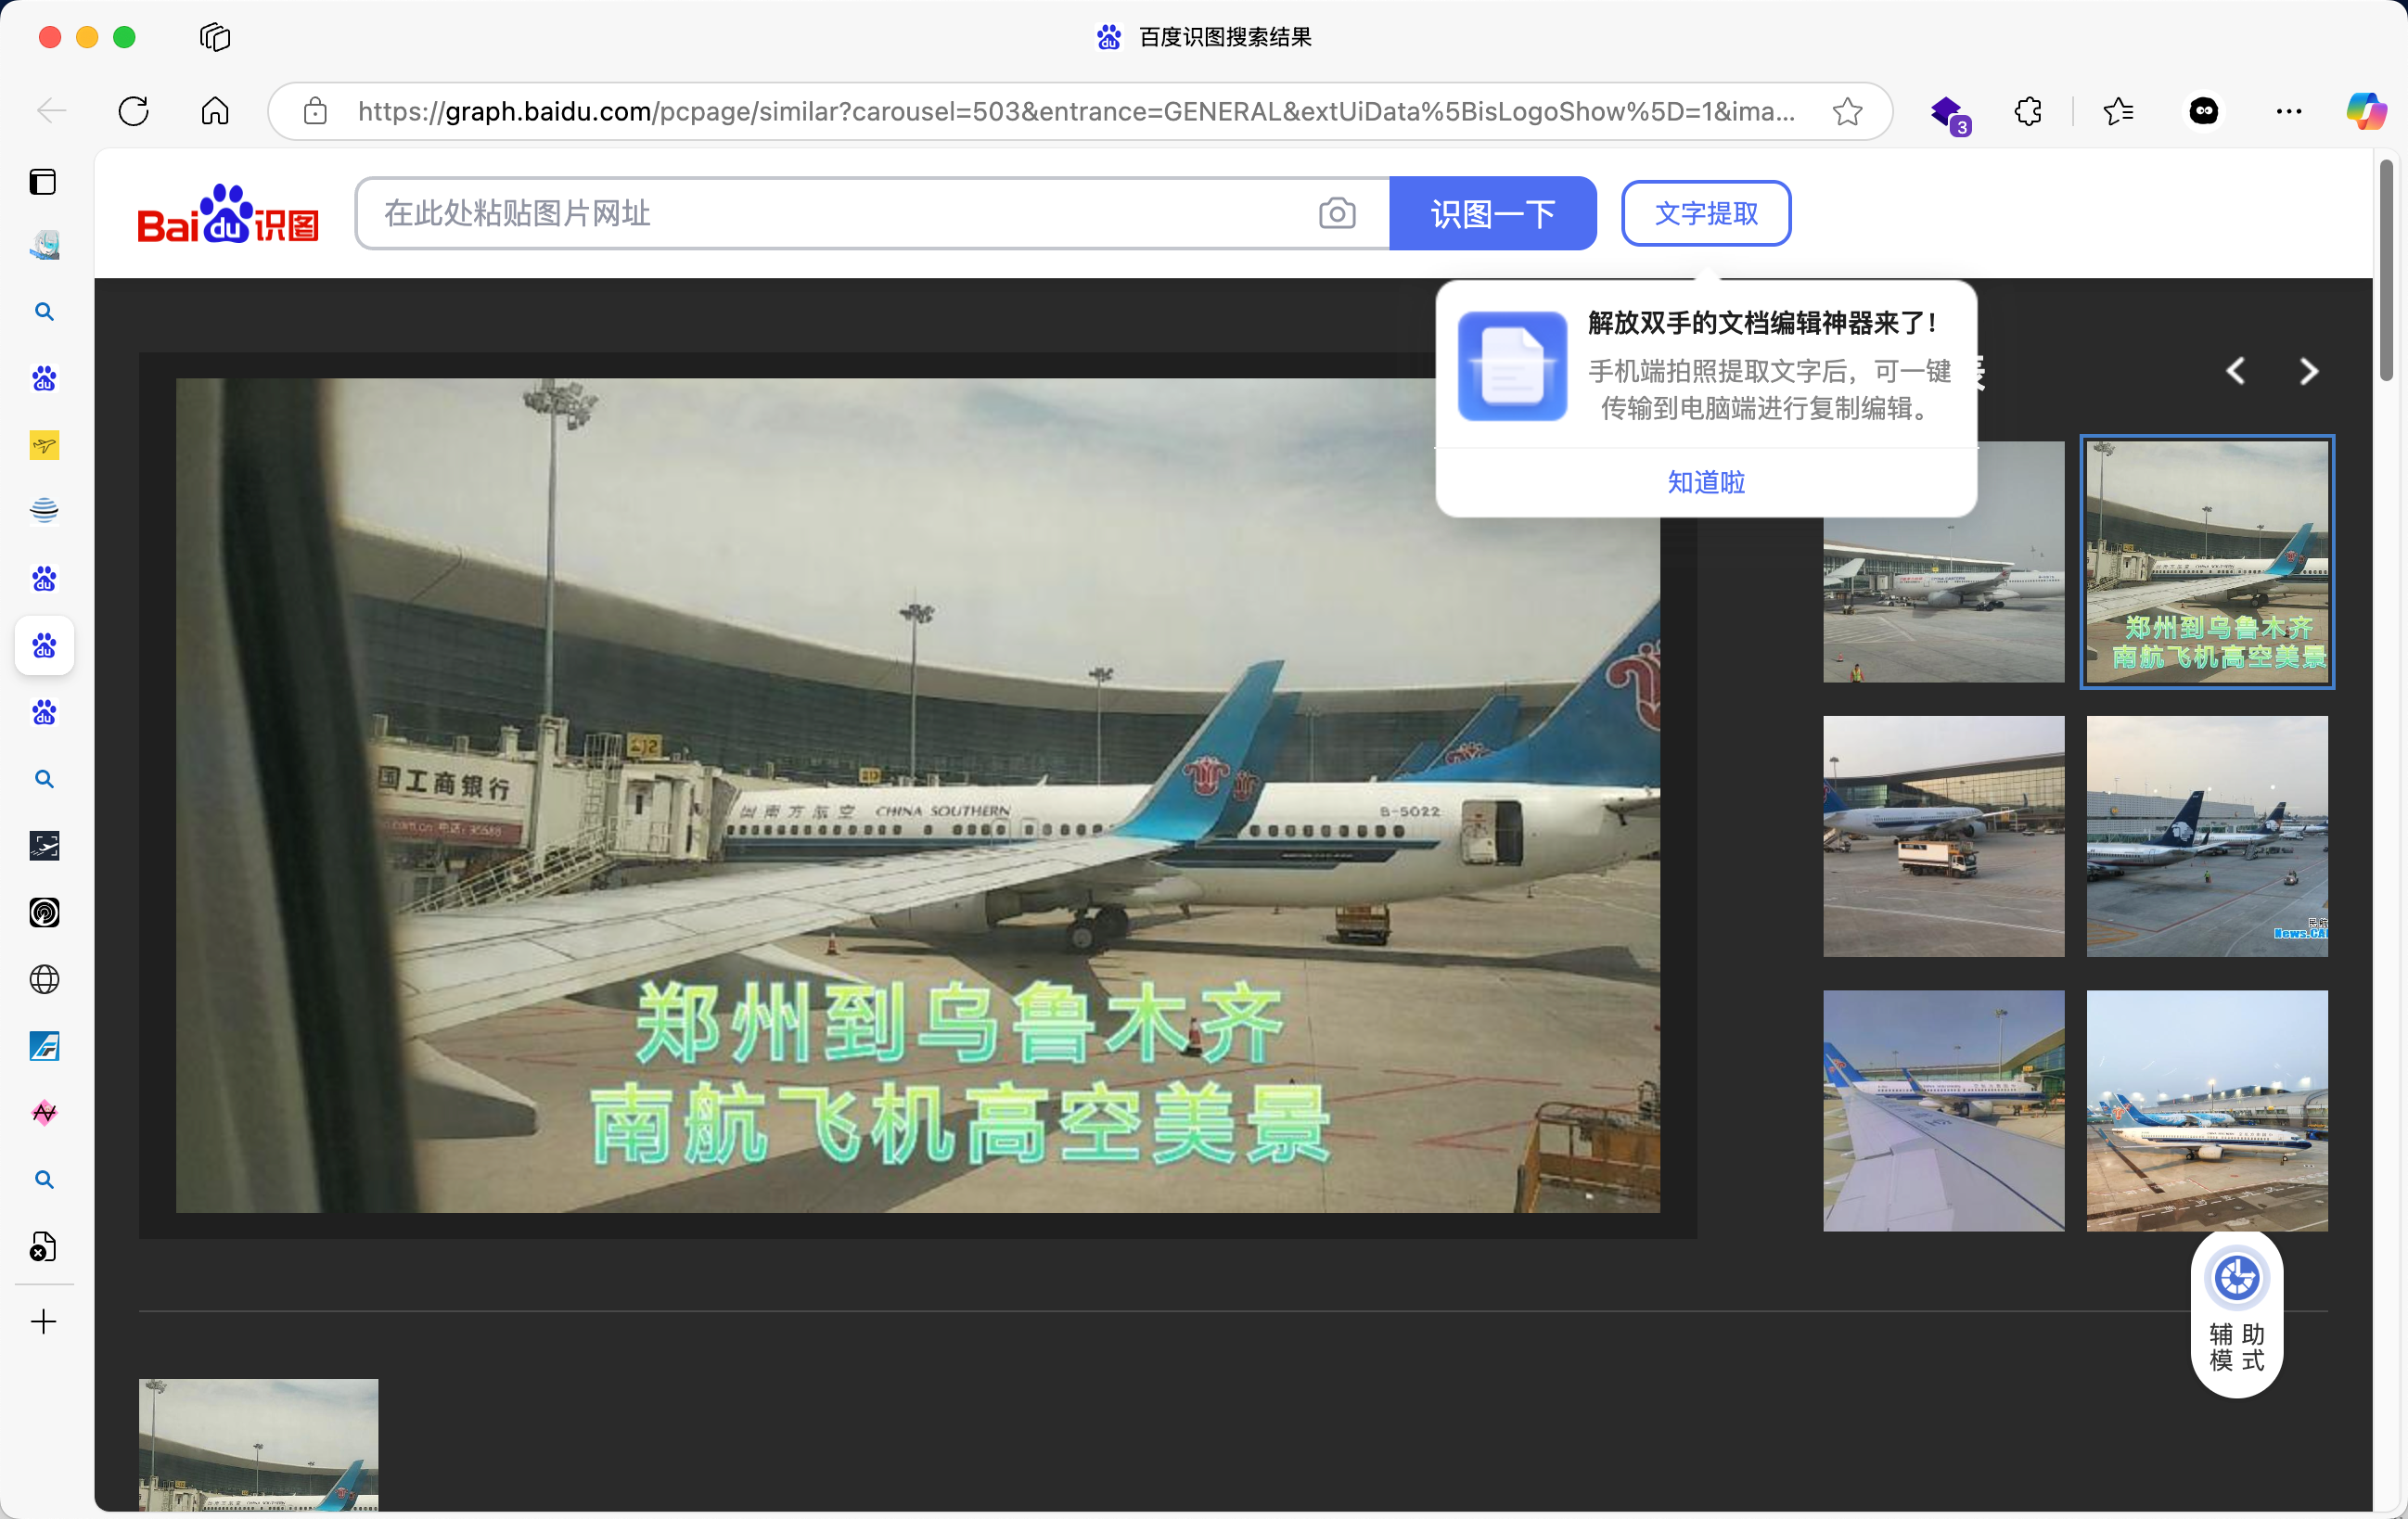 百度识图搜索结果
https://graph.baidu.com/pcpage/similar?carousel=503&entrance=GENERAL&extUiData%5BisLogoShow%5D=1&ima...
3
Bai du 识图
在此处粘贴图片网址
识图一下
文字提取
解放双手的文档编辑神器来了!
手机端拍照提取文字后，可一键
传输到电脑端进行复制编辑。
知道啦
国工商银行
南方航空 CHINA SOUTHERN
B-5022
郑州到乌鲁木齐
南航飞机高空美景
郑州到乌鲁木齐
南航飞机高空美景
News.CA
辅助
模式